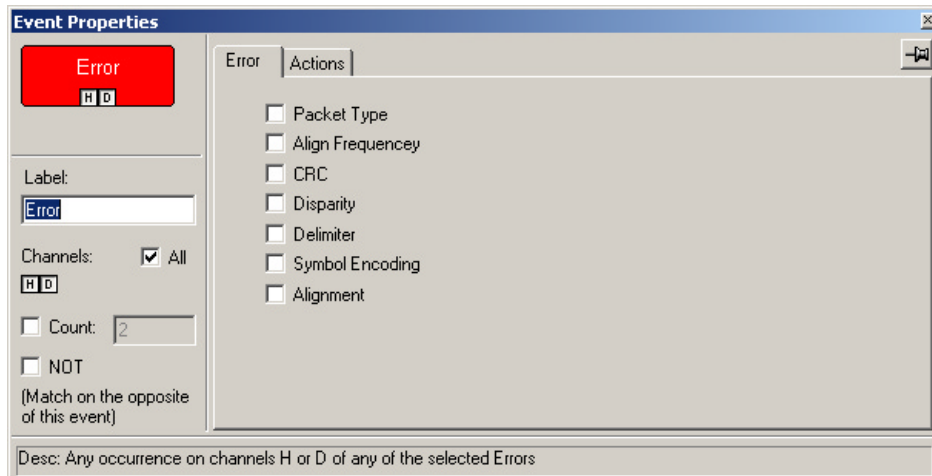 Event Properties
Error
H D
Label:
Error
Channels:
All
H D
Count:
2
NOT
(Match on the opposite
of this event)
Error
Actions
Packet Type
Align Frequencey
CRC
Disparity
Delimiter
Symbol Encoding
Alignment
Desc: Any occurrence on channels H or D of any of the selected Errors